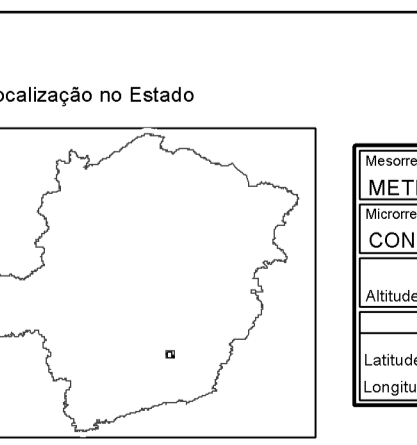 ocalização no Estado
Mesorre
METI
Microrre
CON
Altitude
Latitude
Longitu